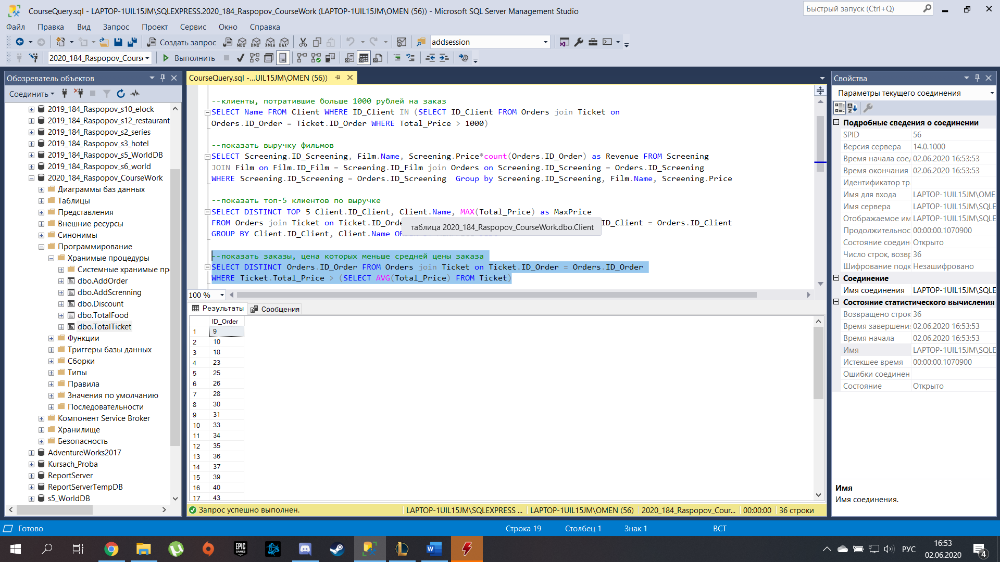 CourseQuery.sql - LAPTOP-1UIL15JM\SQLEXPRESS.2020_184_Raspopov_CourseWork (LAPTOP-1UIL15JM\OMEN (56)) - Microsoft SQL Server Management Studio
Быстрый запуск (Ctrl+Q)
Файл Правка Вид Запрос Проект Сервис Окно Справка
Создать запрос
addsession
2020_184_Raspopov_Course
Выполнить
Обозреватель объектов
Соединить
2019_184_Raspopov_s10_elock
2019_184_Raspopov_s12_restaurant
2019_184_Raspopov_s2_series
2019_184_Raspopov_s3_hotel
2019_184_Raspopov_s5_WorldDB
2019_184_Raspopov_s6_world
2020_184_Raspopov_CourseWork
Диаграммы баз данных
Таблицы
Представления
Внешние ресурсы
Синонимы
Программирование
Хранимые процедуры
Системные хранимые пр
dbo.AddOrder
dbo.AddScrenning
dbo.Discount
dbo.TotalFood
dbo.TotalTicket
Функции
Триггеры базы данных
Сборки
Типы
Правила
Значения по умолчанию
Последовательности
Компонент Service Broker
Хранилище
Безопасность
AdventureWorks2017
Kursach_Proba
ReportServer
ReportServerTempDB
s5_WorldDB
CourseQuery.sql -...UIL15JM\OMEN (56))
--клиенты, потратившие больше 1000 рублей на заказ
SELECT Name FROM Client WHERE ID_Client IN (SELECT ID_Client FROM Orders join Ticket on
Orders.ID_Order = Ticket.ID_Order WHERE Total_Price > 1000)
--показать выручку фильмов
SELECT Screening.ID_Screening, Film.Name, Screening.Price*count(Orders.ID_Order) as Revenue FROM Screening
JOIN Film on Film.ID_Film = Screening.ID_Film join Orders on Screening.ID_Screening = Orders.ID_Screening
WHERE Screening.ID_Screening = Orders.ID_Screening  Group by Screening.ID_Screening, Film.Name, Screening.Price
--показать топ-5 клиентов по выручке
SELECT DISTINCT TOP 5 Client.ID_Client, Client.Name, MAX(Total_Price) as MaxPrice
FROM Orders join Ticket on Ticket.ID_Orde ID_Client = Orders.ID_Client
таблица 2020_184_Raspopov_CourseWork.dbo.Client
GROUP BY Client.ID_Client, Client.Name
--показать заказы, цена которых меньше средней цены заказа
SELECT DISTINCT Orders.ID_Order FROM Orders join Ticket on Ticket.ID_Order = Orders.ID_Order
WHERE Ticket.Total_Price > (SELECT AVG(Total_Price) FROM Ticket)
100 %
Результаты Сообщения
ID_Order
1 9
2 10
3 18
4 23
5 25
6 26
7 28
8 30
9 31
10 33
11 34
12 35
13 36
14 37
15 39
16 40
17 43
Запрос успешно выполнен. LAPTOP-1UIL15JM\SQLEXPRESS ... LAPTOP-1UIL15JM\OMEN (56) 2020_184_Raspopov_Cour... 00:00:00 36 строки
Свойства
Параметры текущего соединения
Подробные сведения о соединении
SPID 56
Версия сервера 14.0.1000
Время начала сое 02.06.2020 16:53:53
Время окончания 02.06.2020 16:53:53
Идентификатор тр
Имя для входа LAPTOP-1UIL15JM\OME
Имя сервера LAPTOP-1UIL15JM\SQLE
Отображаемое им LAPTOP-1UIL15JM\SQLE
Продолжительнос 00:00:00.1070900
Состояние соедин Открыто
Число строк, возвр 36
Шифрование подк Незашифровано
Соединение
Имя соединения LAPTOP-1UIL15JM\SQLE
Состояние статистического вычисления
Возвращено строк 36
Время завершени 02.06.2020 16:53:53
Время начала 02.06.2020 16:53:53
Имя LAPTOP-1UIL15JM\SQLE
Истекшее время 00:00:00.1070900
Ошибки соединен
Состояние Открыто
Имя
Имя соединения.
Готово Строка 19 Столбец 1 Знак 1 ВСТ
EPIC GAMES
РУС
16:53
02.06.2020
4